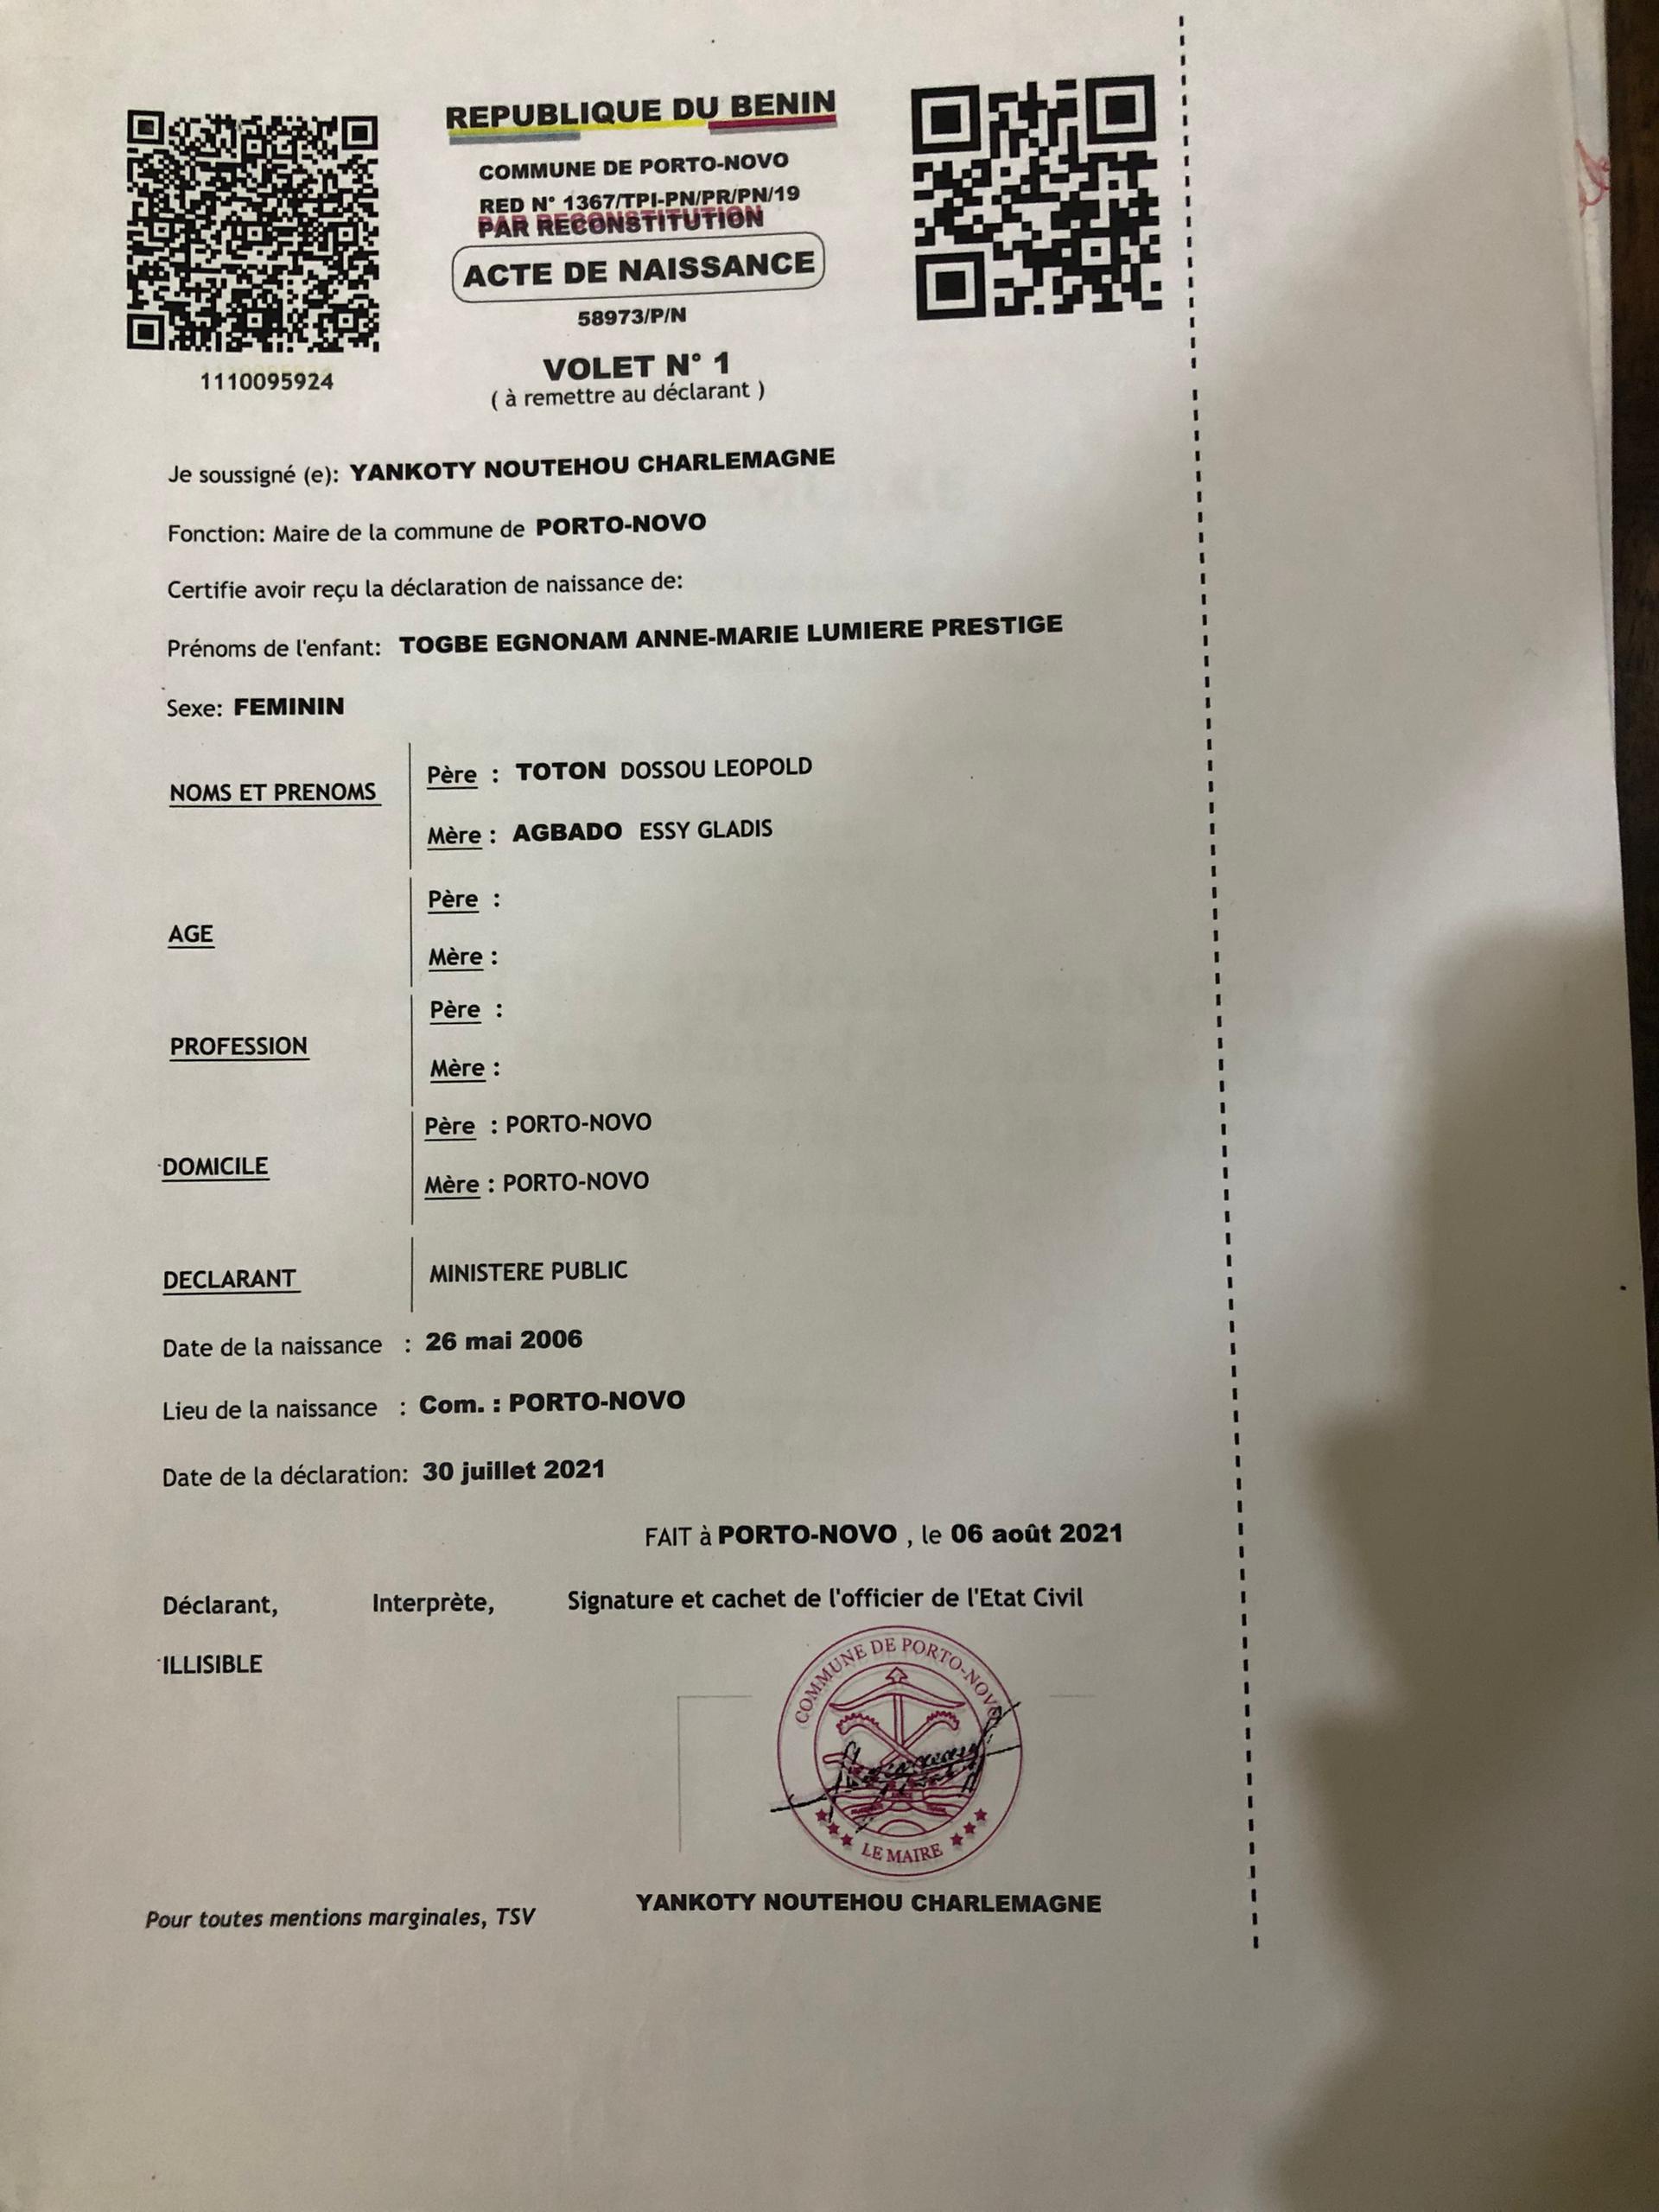 REPUBLIQUE DU BENIN
COMMUNE DE PORTO-NOVO
RED N° 1367/TPI-PN/PR/PN/19
PAR RECONSTITUTION
ACTE DE NAISSANCE
58973/P/N
1110095924
VOLET N° 1
( à remettre au déclarant )
Je soussigné (e): YANKOTY NOUTEHOU CHARLEMAGNE
Fonction: Maire de la commune de PORTO-NOVO
Certifie avoir reçu la déclaration de naissance de:
Prénoms de l'enfant: TOGBE EGNONAM ANNE-MARIE LUMIERE PRESTIGE
Sexe: FEMININ
NOMS ET PRENOMS
Père : TOTON DOSSOU LEOPOLD
Mère : AGBADO ESSY GLADIS
AGE
Père :
Mère :
PROFESSION
Père :
Mère :
DOMICILE
Père : PORTO-NOVO
Mère : PORTO-NOVO
DECLARANT MINISTERE PUBLIC
Date de la naissance : 26 mai 2006
Lieu de la naissance : Com. : PORTO-NOVO
Date de la déclaration: 30 juillet 2021
FAIT à PORTO-NOVO , le 06 août 2021
Déclarant, Interprète, Signature et cachet de l'officier de l'Etat Civil
ILLISIBLE
COMMUNE DE PORTO-NOVO
LE MAIRE
YANKOTY NOUTEHOU CHARLEMAGNE
Pour toutes mentions marginales, TSV